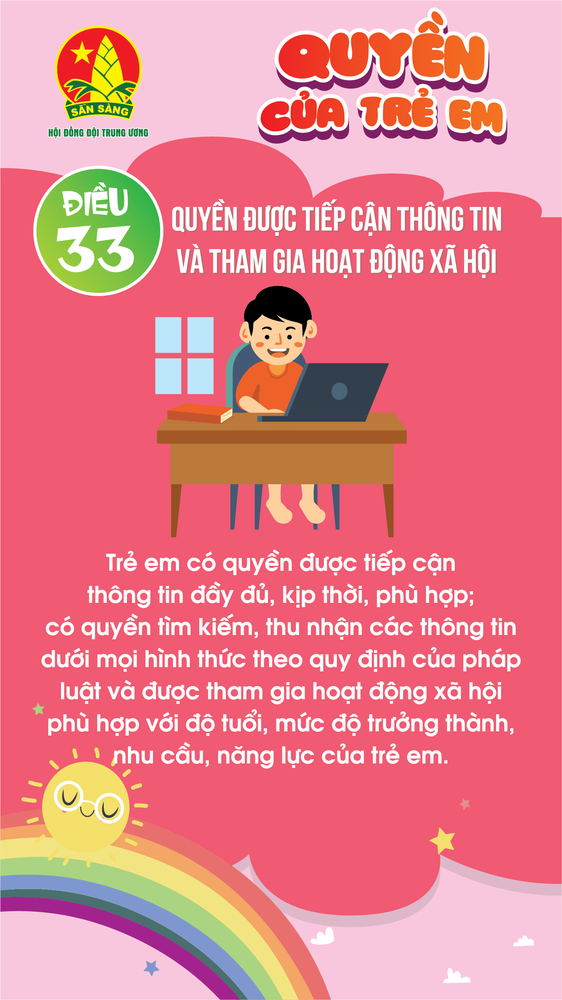 SẴN SÀNG
HỘI ĐỒNG ĐỘI TRUNG ƯƠNG
QUYỀN
CỦA TRẺ EM
ĐIỀU
33
QUYỀN ĐƯỢC TIẾP CẬN THÔNG TIN
VÀ THAM GIA HOẠT ĐỘNG XÃ HỘI
Trẻ em có quyền được tiếp cận
thông tin đầy đủ, kịp thời, phù hợp;
có quyền tìm kiếm, thu nhận các thông tin
dưới mọi hình thức theo quy định của pháp
luật và được tham gia hoạt động xã hội
phù hợp với độ tuổi, mức độ trưởng thành,
nhu cầu, năng lực của trẻ em.